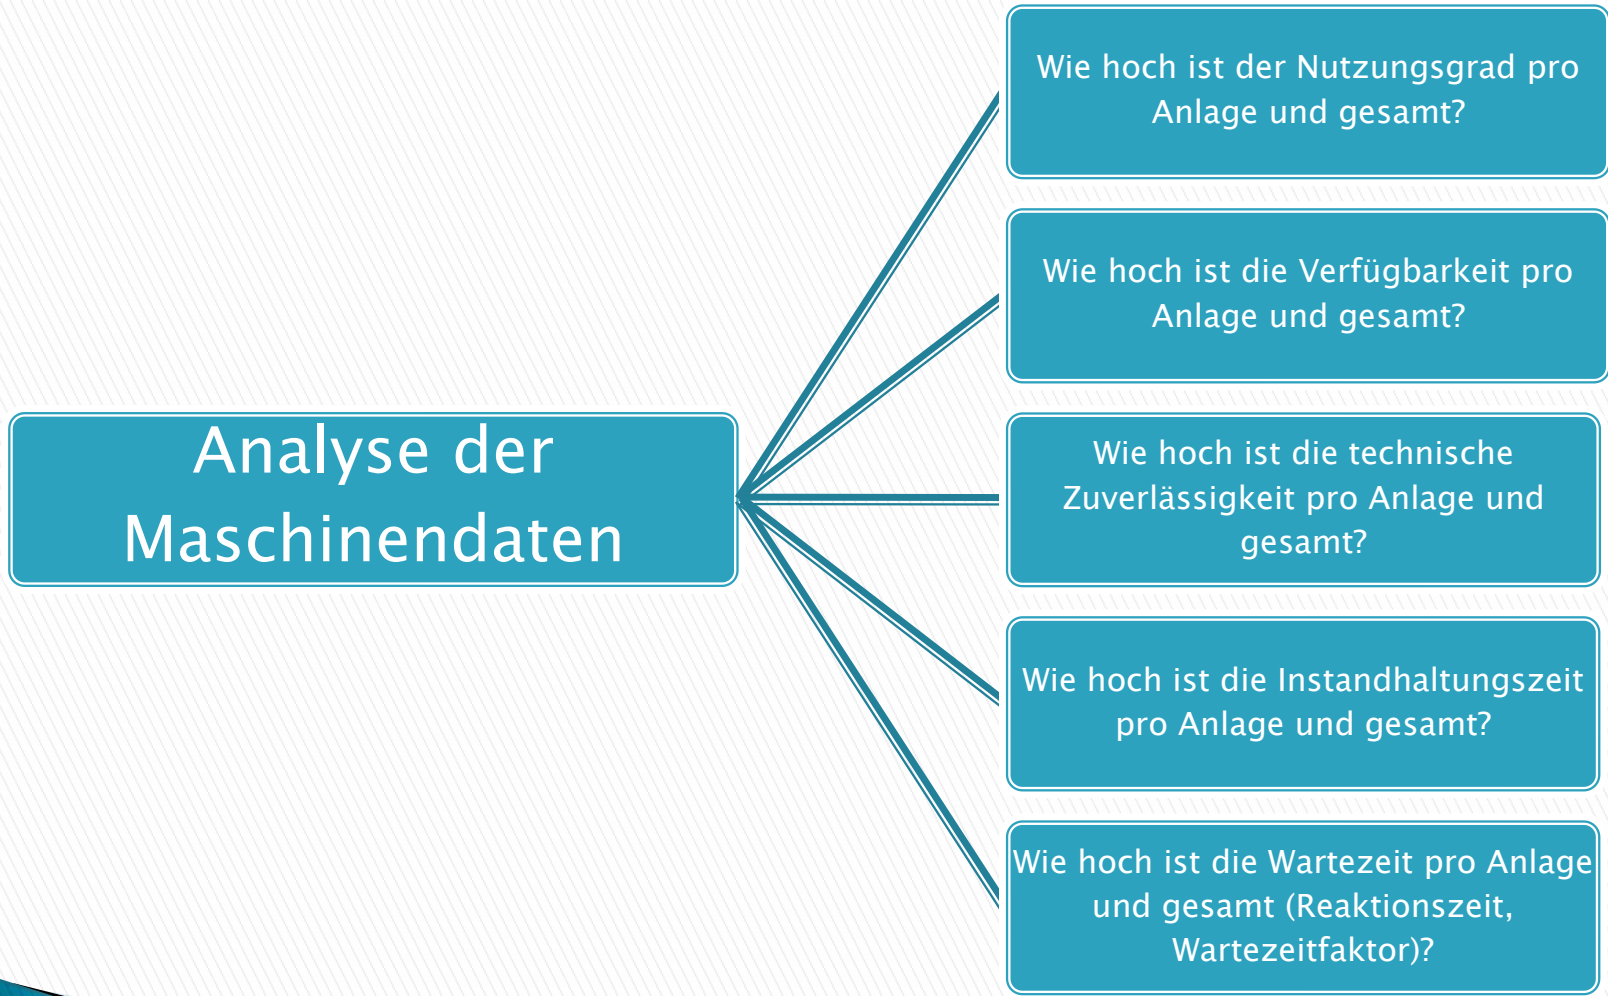 Analyse der
Maschinendaten
Wie hoch ist der Nutzungsgrad pro
Anlage und gesamt?
Wie hoch ist die Verfügbarkeit pro
Anlage und gesamt?
Wie hoch ist die technische
Zuverlässigkeit pro Anlage und
gesamt?
Wie hoch ist die Instandhaltungszeit
pro Anlage und gesamt?
Wie hoch ist die Wartezeit pro Anlage
und gesamt (Reaktionszeit,
Wartezeitfaktor)?